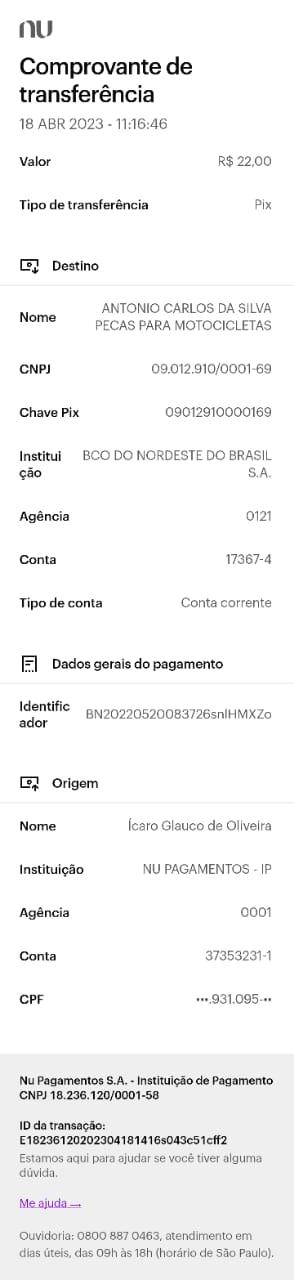 nu
Comprovante de
transferência
18 ABR 2023 - 11:16:46
Valor R$ 22,00
Tipo de transferência Pix
Destino
Nome ANTONIO CARLOS DA SILVA
PECAS PARA MOTOCICLETAS
CNPJ 09.012.910/0001-69
Chave Pix 09012910000169
Institui BCO DO NORDESTE DO BRASIL
ção S.A.
Agência 0121
Conta 17367-4
Tipo de conta Conta corrente
Dados gerais do pagamento
Identific
ador BN20220520083726snlHMXZo
Origem
Nome Ícaro Glauco de Oliveira
Instituição NU PAGAMENTOS - IP
Agência 0001
Conta 37353231-1
CPF •••.931.095-••
Nu Pagamentos S.A. - Instituição de Pagamento
CNPJ 18.236.120/0001-58
ID da transação:
E18236120202304181416s043c51cff2
Estamos aqui para ajudar se você tiver alguma
dúvida.
Me ajuda →
Ouvidoria: 0800 887 0463, atendimento em
dias úteis, das 09h às 18h (horário de São Paulo).